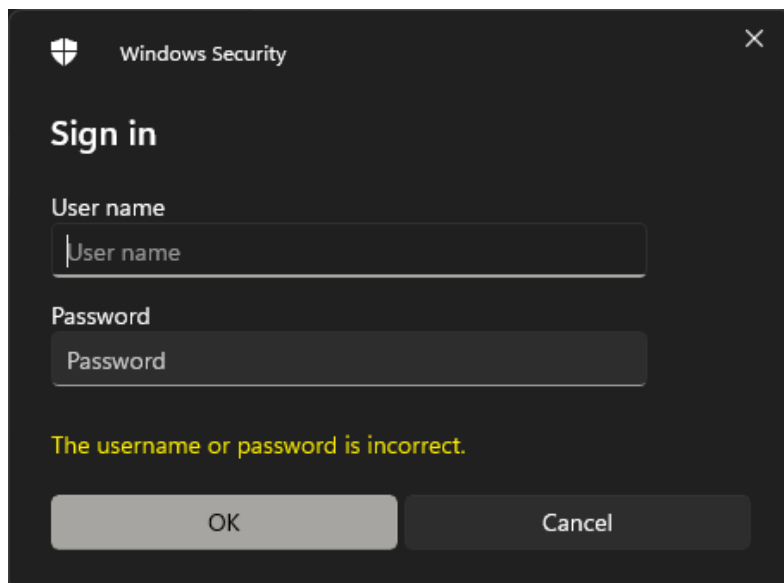 Windows Security
Sign in
User name
User name
Password
Password
The username or password is incorrect.
OK
Cancel